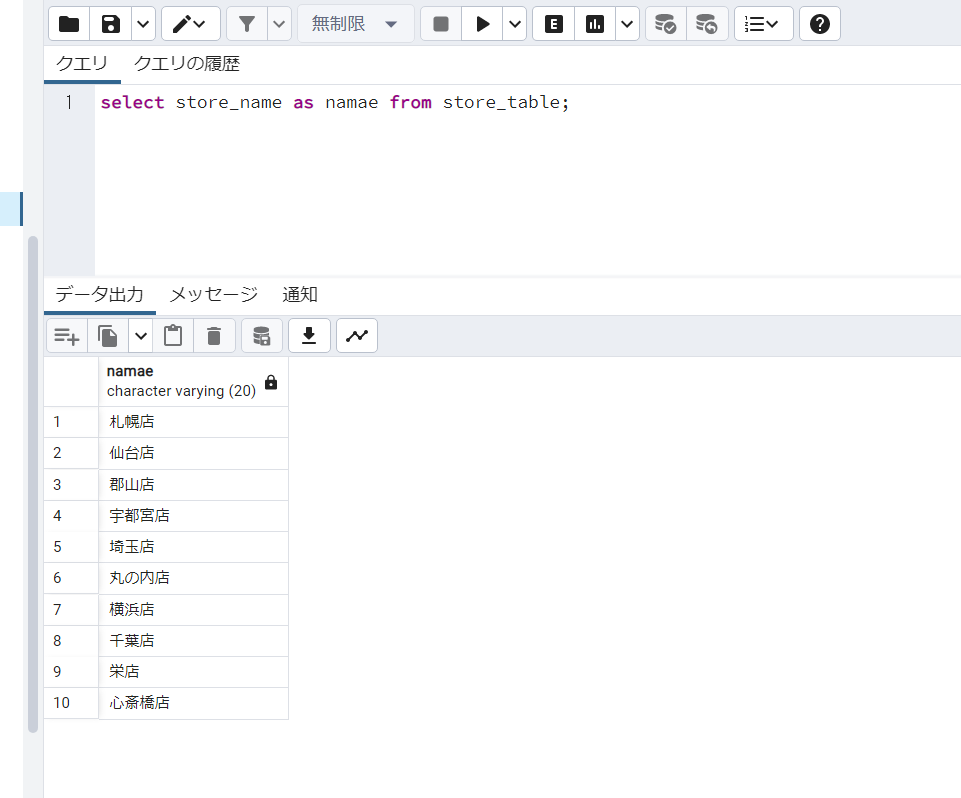 無制限
クエリ クエリの履歴
1 select store_name as namae from store_table;
データ出力 メッセージ 通知
namae
character varying (20)
1 札幌店
2 仙台店
3 郡山店
4 宇都宮店
5 埼玉店
6 丸の内店
7 横浜店
8 千葉店
9 栄店
10 心斎橋店